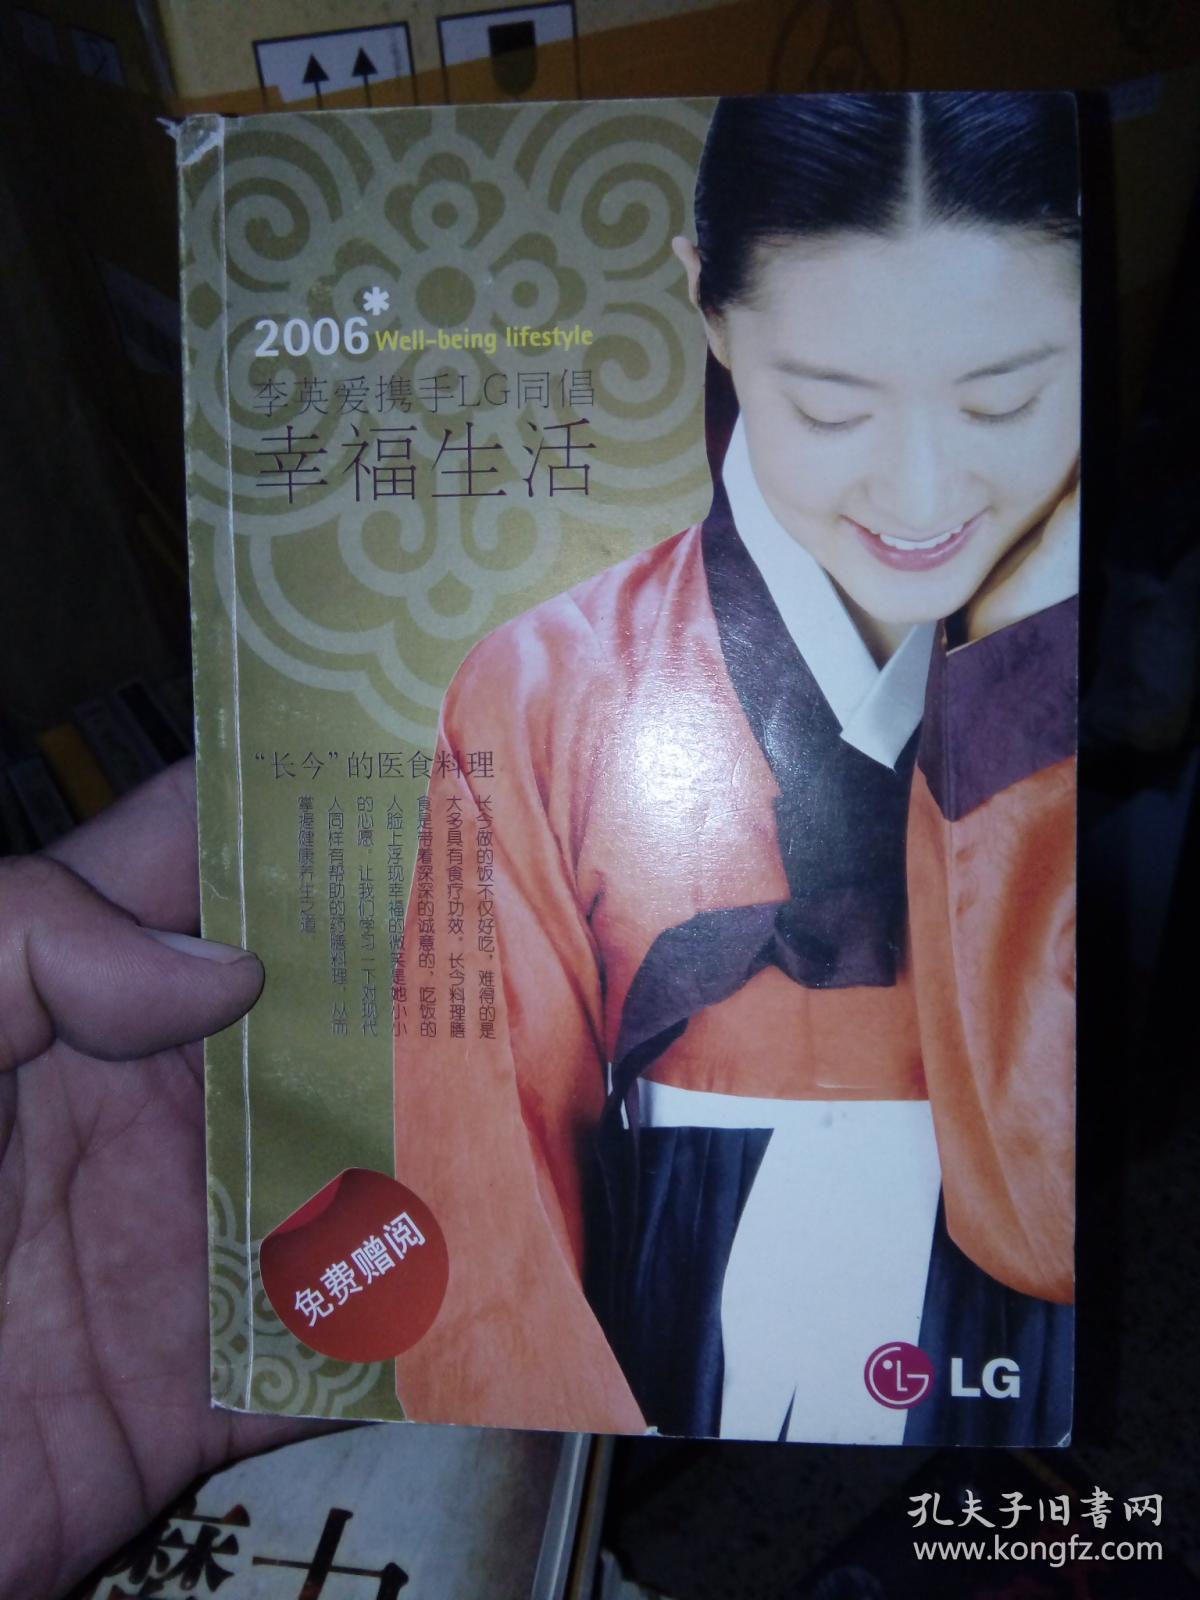 2006*Well-being lifestyle
李英爱携手LG同倡
幸福生活
“长今”的医食料理
长今做的饭不仅好吃，难得的是
大多具有食疗功效。长今料理膳
食是带着深深的诚意的，吃饭的
人脸上浮现幸福的微笑是她小小
的心愿。让我们学习一下对现代
人同样有帮助的药膳料理，从而
掌握健康养生之道。
免费赠阅
LG
孔夫子旧书网
www.kongfz.com